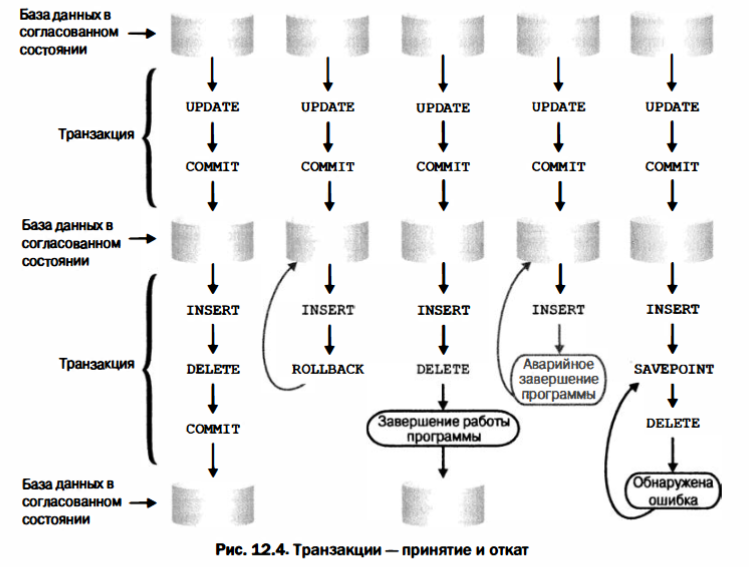 База данных в
согласованном
состоянии
Транзакция
UPDATE UPDATE UPDATE UPDATE UPDATE
COMMIT COMMIT COMMIT COMMIT COMMIT
База данных в
согласованном
состоянии
Транзакция
INSERT INSERT INSERT INSERT INSERT
DELETE ROLLBACK DELETE Аварийное
завершение
программы SAVEPOINT
COMMIT Завершение работы
программы DELETE
База данных в
согласованном
состоянии
Обнаружена
ошибка
Рис. 12.4. Транзакции — принятие и откат